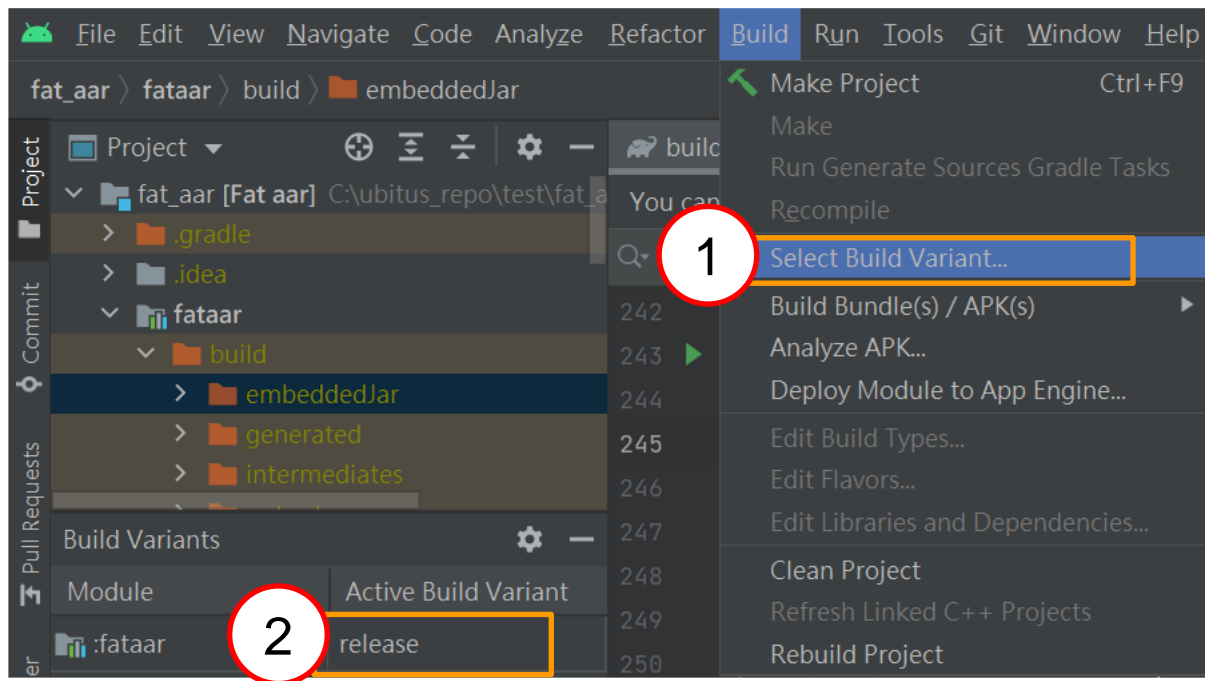 File Edit View Navigate Code Analyze Refactor Build Run Tools Git Window Help
fat_aar fataar build embeddedJar
Project
fat_aar [Fat aar] C:\ubitus_repo\test\fat_a
.gradle
.idea
fataar
build
embeddedJar
generated
intermediates
Build Variants
Module Active Build Variant
:fataar 2 release
Project
Commit
Pull Requests
You can
242
243
244
245
246
247
248
249
250
Make Project Ctrl+F9
Make
Run Generate Sources Gradle Tasks
Recompile
1 Select Build Variant...
Build Bundle(s) / APK(s)
Analyze APK...
Deploy Module to App Engine...
Edit Build Types...
Edit Flavors...
Edit Libraries and Dependencies...
Clean Project
Refresh Linked C++ Projects
Rebuild Project